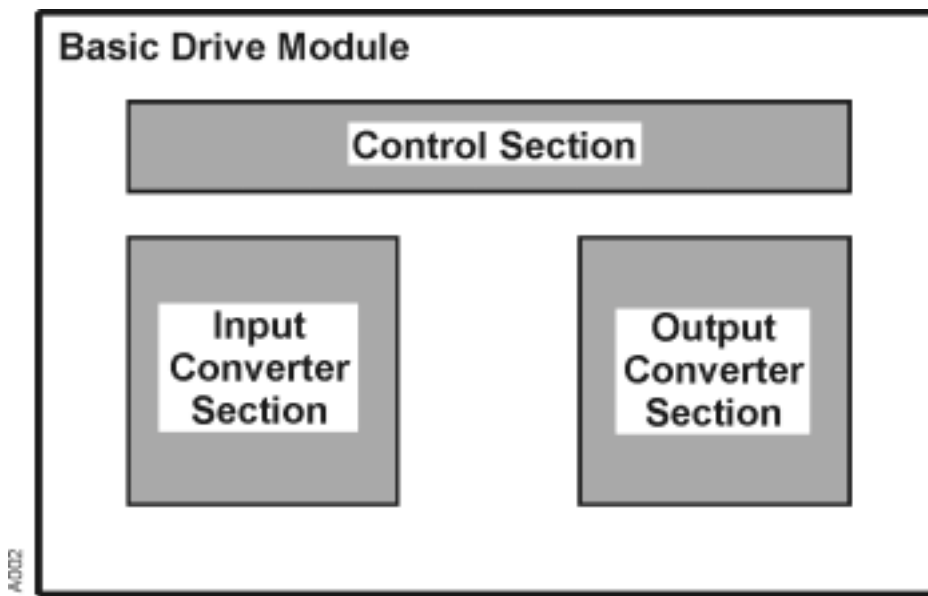 Basic Drive Module
Control Section
Input
Converter
Section
Output
Converter
Section
A002